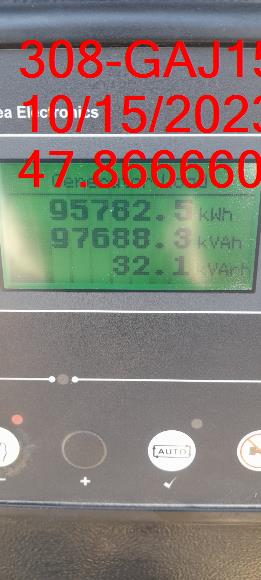 308-GAJ15
10/15/2023
ea Electronics
47.866660
95782.5 kWh
97688.3 kVAh
32.1 kVArh
AUTO
+